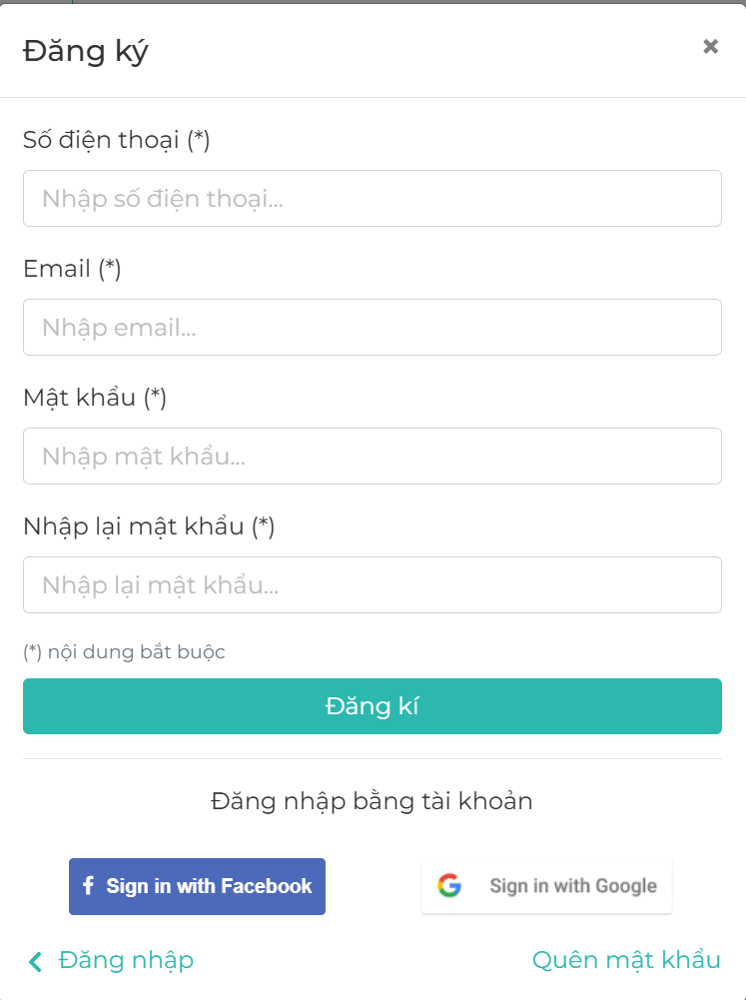 Đăng ký
Số điện thoại (*)
Nhập số điện thoại...
Email (*)
Nhập email...
Mật khẩu (*)
Nhập mật khẩu...
Nhập lại mật khẩu (*)
Nhập lại mật khẩu...
(*) nội dung bắt buộc
Đăng kí
Đăng nhập bằng tài khoản
Sign in with Facebook
Sign in with Google
Đăng nhập
Quên mật khẩu